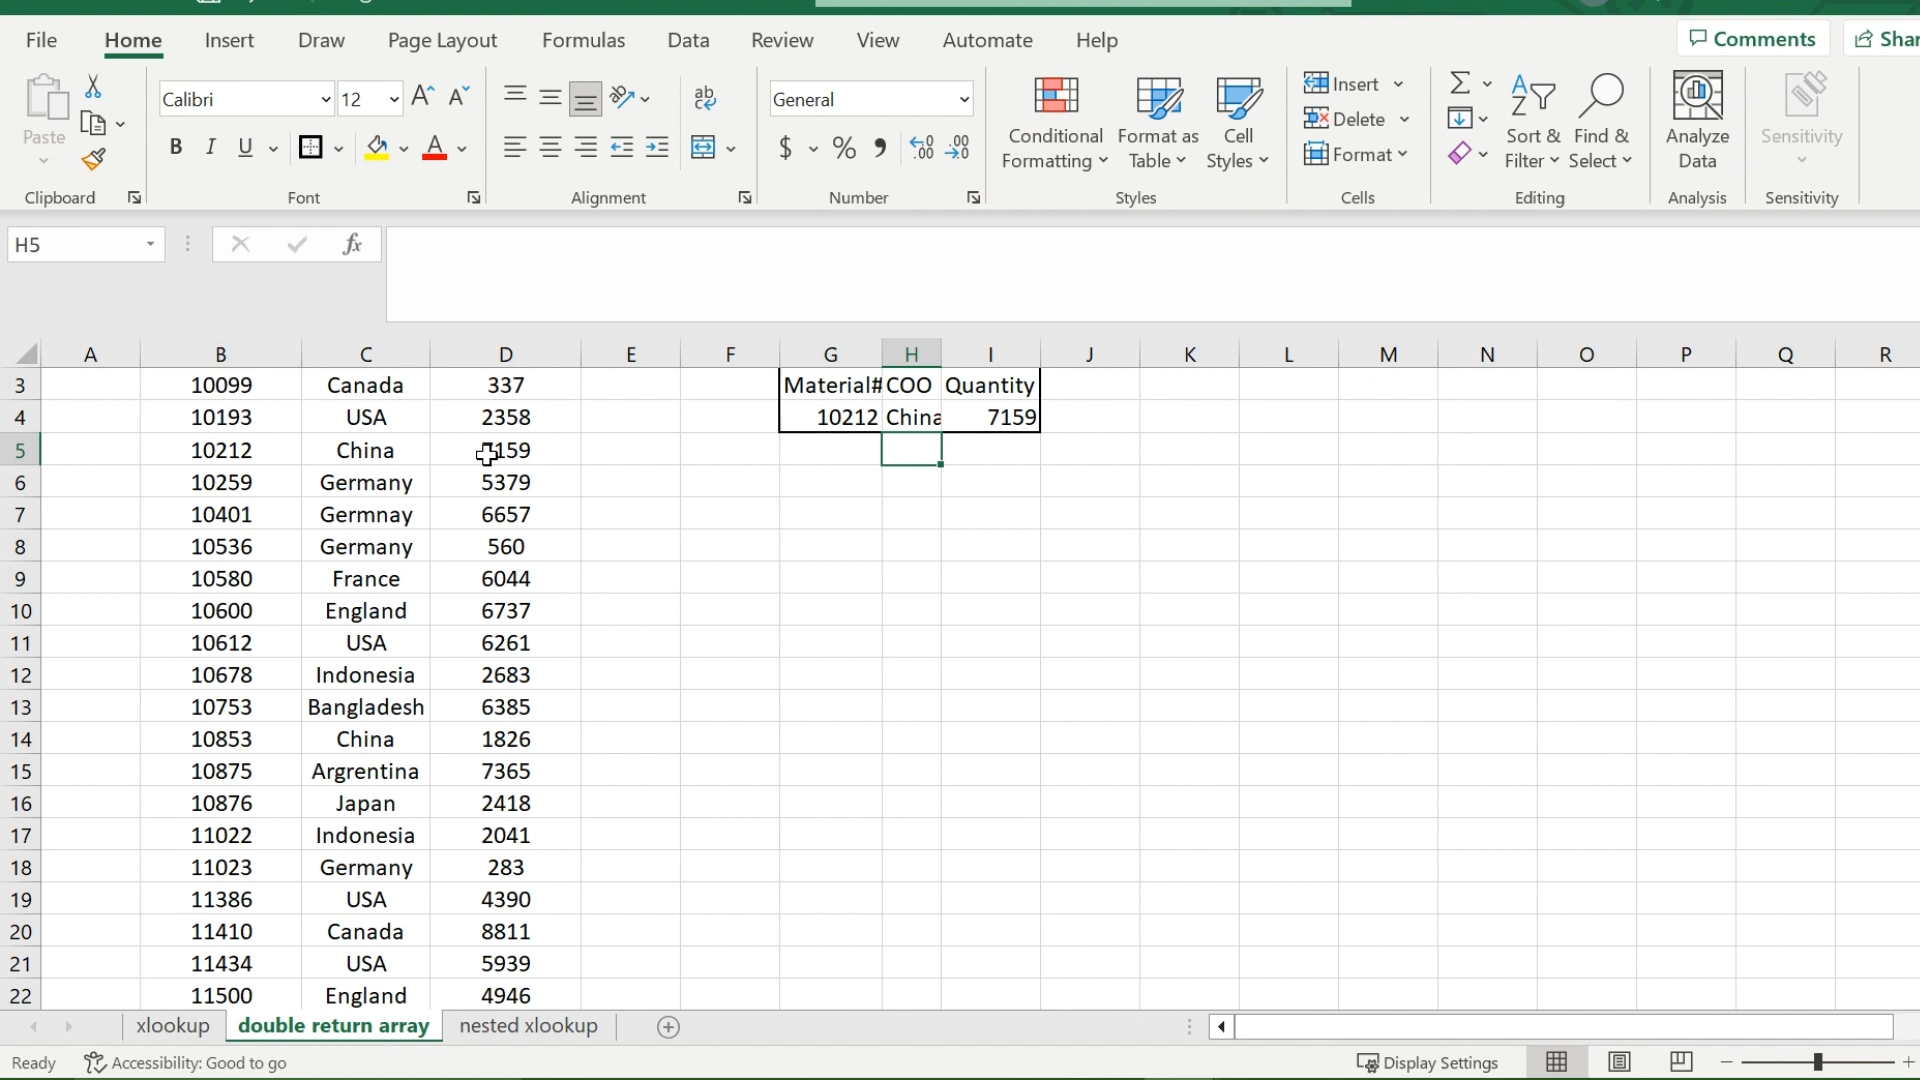 File Home Insert Draw Page Layout Formulas Data Review View Automate Help Comments Shar
Paste
Clipboard
Calibri 12
B I U A
Font
ab
Alignment
General
$ % , .00 .00
Number
Conditional Formatting
Format as Table
Cell Styles
Styles
Insert
Delete
Format
Cells
Sort & Filter
Find & Select
Editing
Analyze Data
Analysis
Sensitivity
Sensitivity
H5 fx
A B C D E F G H I J K L M N O P Q R
3 10099 Canada 337 Material# COO Quantity
4 10193 USA 2358 10212 China 7159
5 10212 China 7159
6 10259 Germany 5379
7 10401 Germnay 6657
8 10536 Germany 560
9 10580 France 6044
10 10600 England 6737
11 10612 USA 6261
12 10678 Indonesia 2683
13 10753 Bangladesh 6385
14 10853 China 1826
15 10875 Argrentina 7365
16 10876 Japan 2418
17 11022 Indonesia 2041
18 11023 Germany 283
19 11386 USA 4390
20 11410 Canada 8811
21 11434 USA 5939
22 11500 England 4946
xlookup double return array nested xlookup
Ready Accessibility: Good to go Display Settings